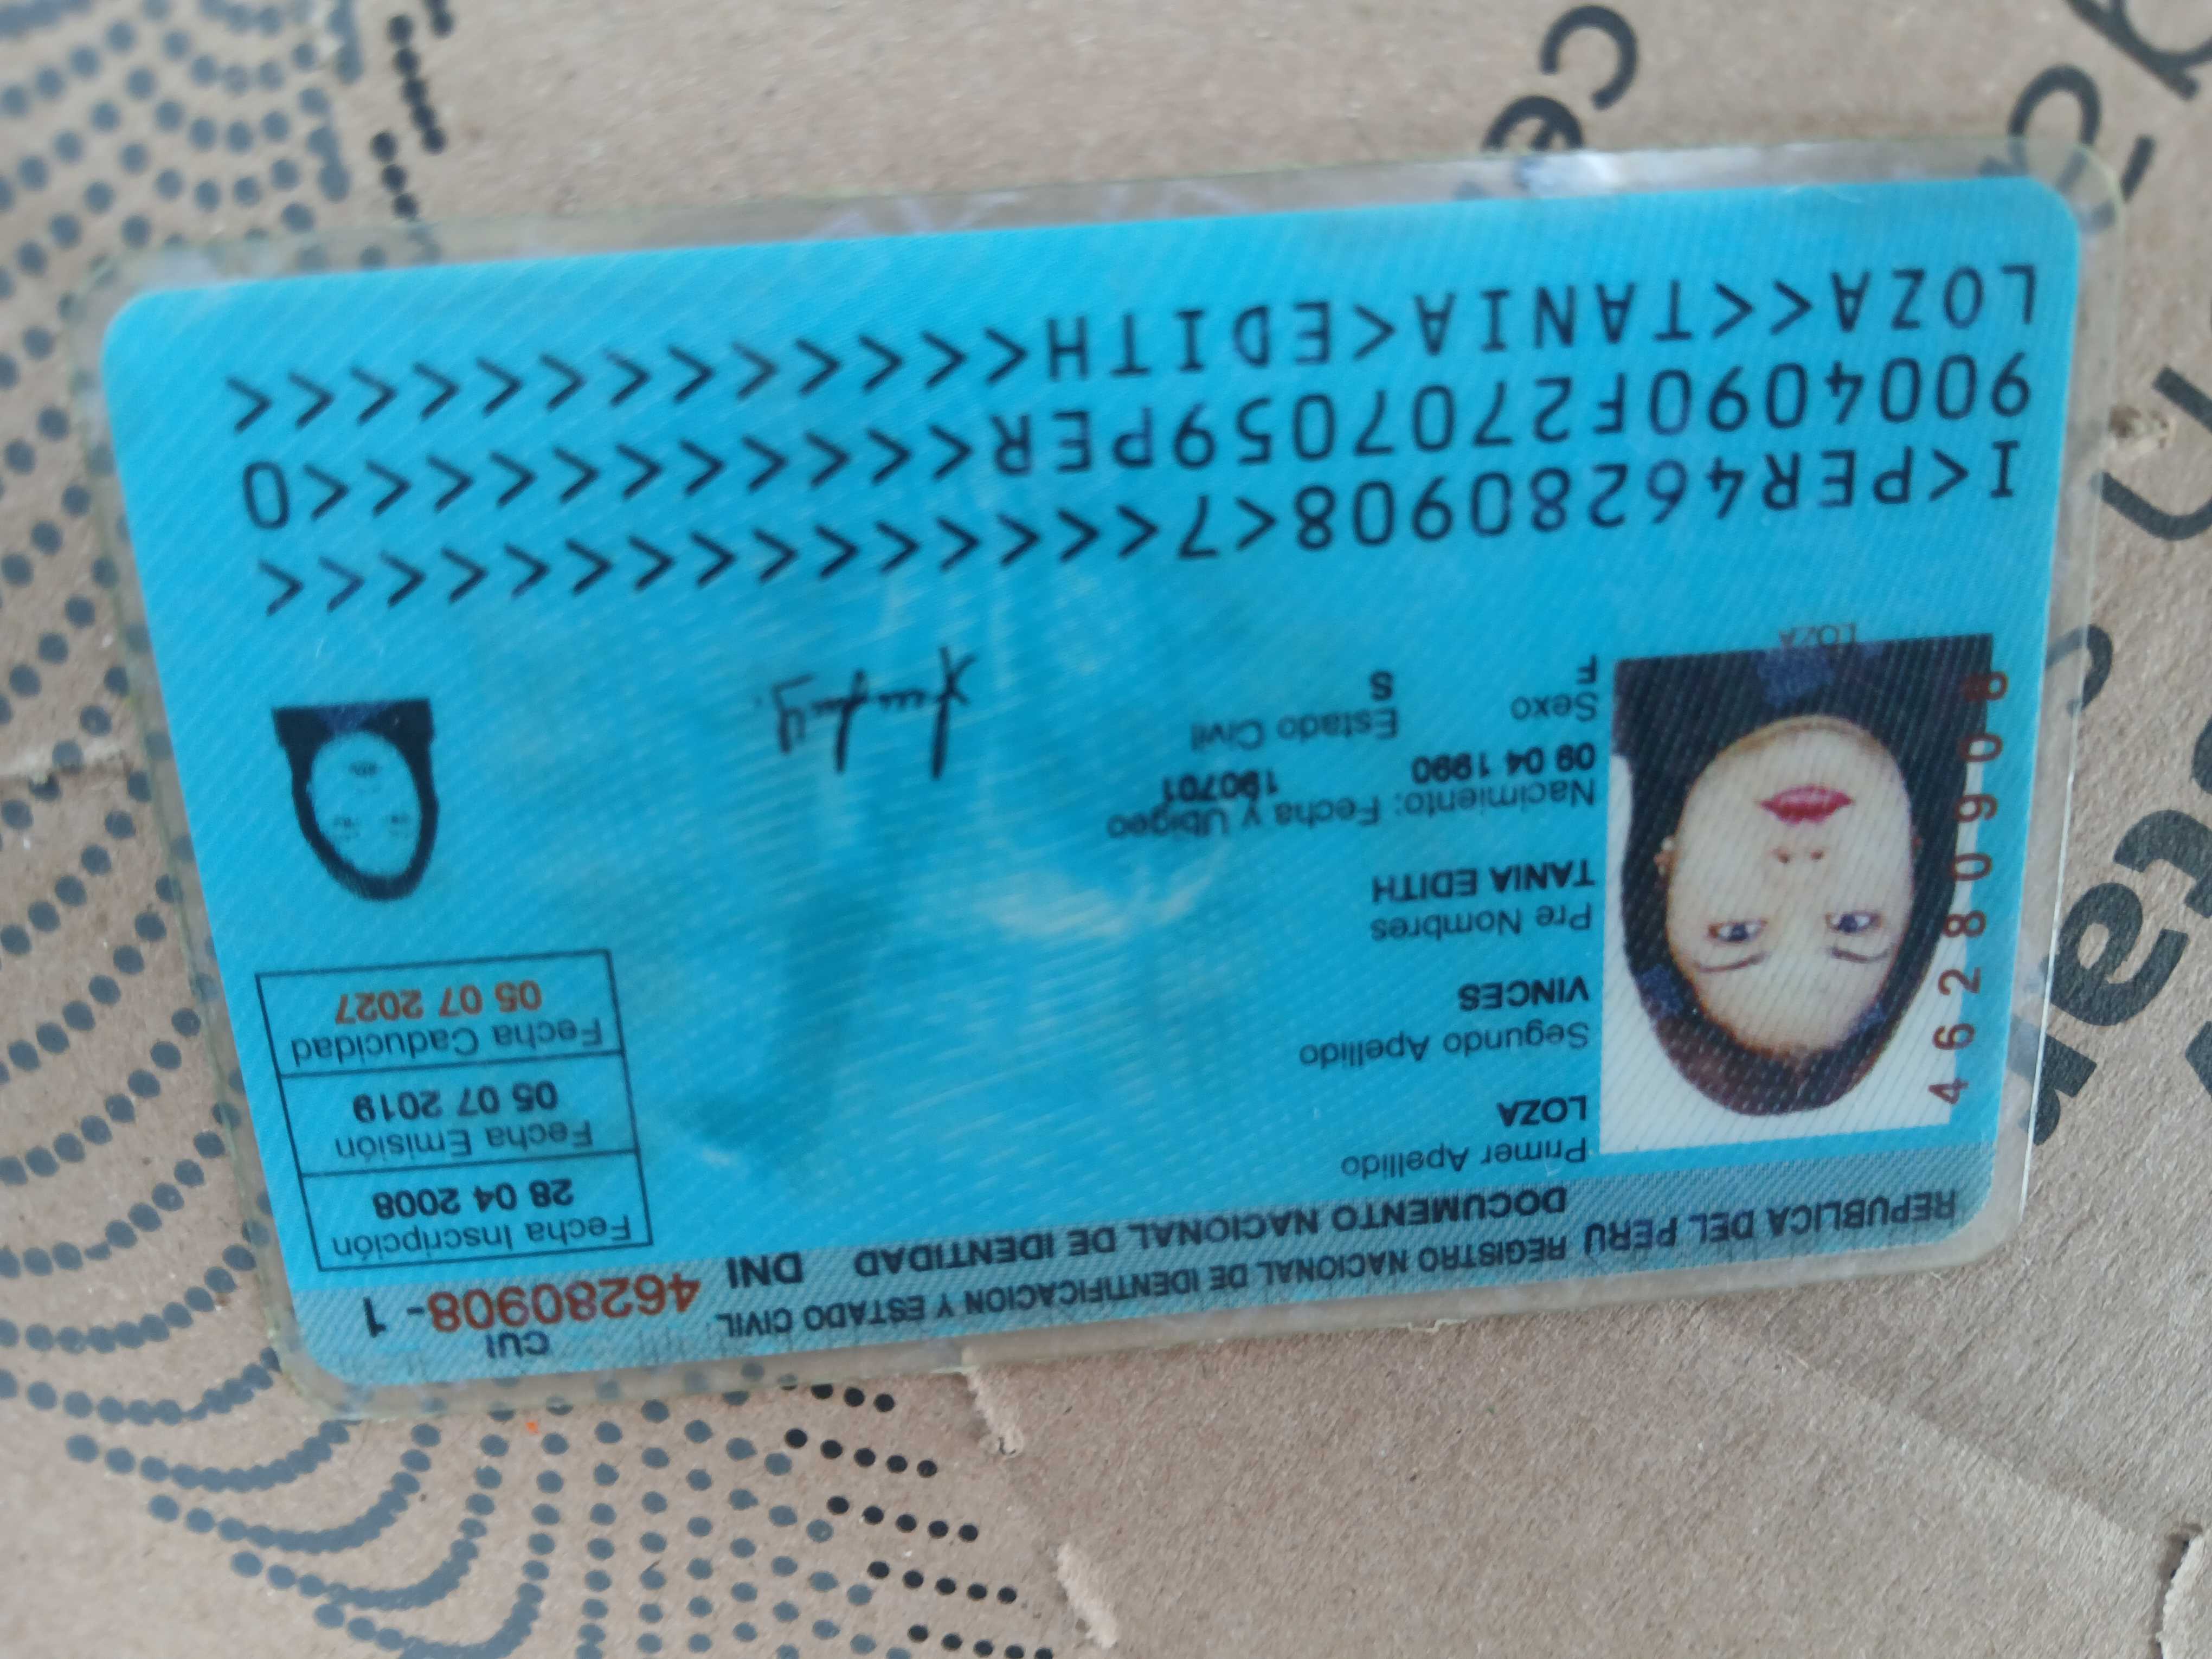 REPUBLICA DEL PERU REGISTRO NACIONAL DE IDENTIFICACION Y ESTADO CIVIL
CUI
DOCUMENTO NACIONAL DE IDENTIDAD DNI 46280908-1
Primer Apellido
LOZA
Segundo Apellido
VINCES
Pre Nombres
TANIA EDITH
Nacimiento: Fecha y Ubigeo
09 04 1990 190701
Sexo Estado Civil
F S
Fecha Inscripción
28 04 2008
Fecha Emisión
05 07 2019
Fecha Caducidad
05 07 2027
46280908
LOZA
I<PER46280908<7<<<<<<<<<<<<<<<
9004090F2707059PER<<<<<<<<<<<0
LOZA<<TANIA<EDITH<<<<<<<<<<<<<